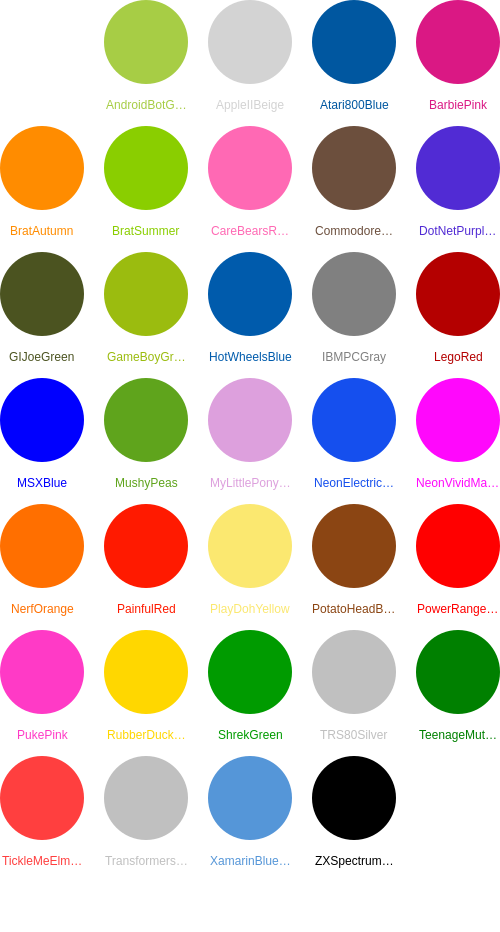 AndroidBotG… AppleIIBeige Atari800Blue BarbiePink
BratAutumn BratSummer CareBearsR… Commodore… DotNetPurpl…
GIJoeGreen GameBoyGr… HotWheelsBlue IBMPCGray LegoRed
MSXBlue MushyPeas MyLittlePony… NeonElectric… NeonVividMa…
NerfOrange PainfulRed PlayDohYellow PotatoHeadB… PowerRange…
PukePink RubberDuck… ShrekGreen TRS80Silver TeenageMut…
TickleMeElm… Transformers… XamarinBlue… ZXSpectrum…